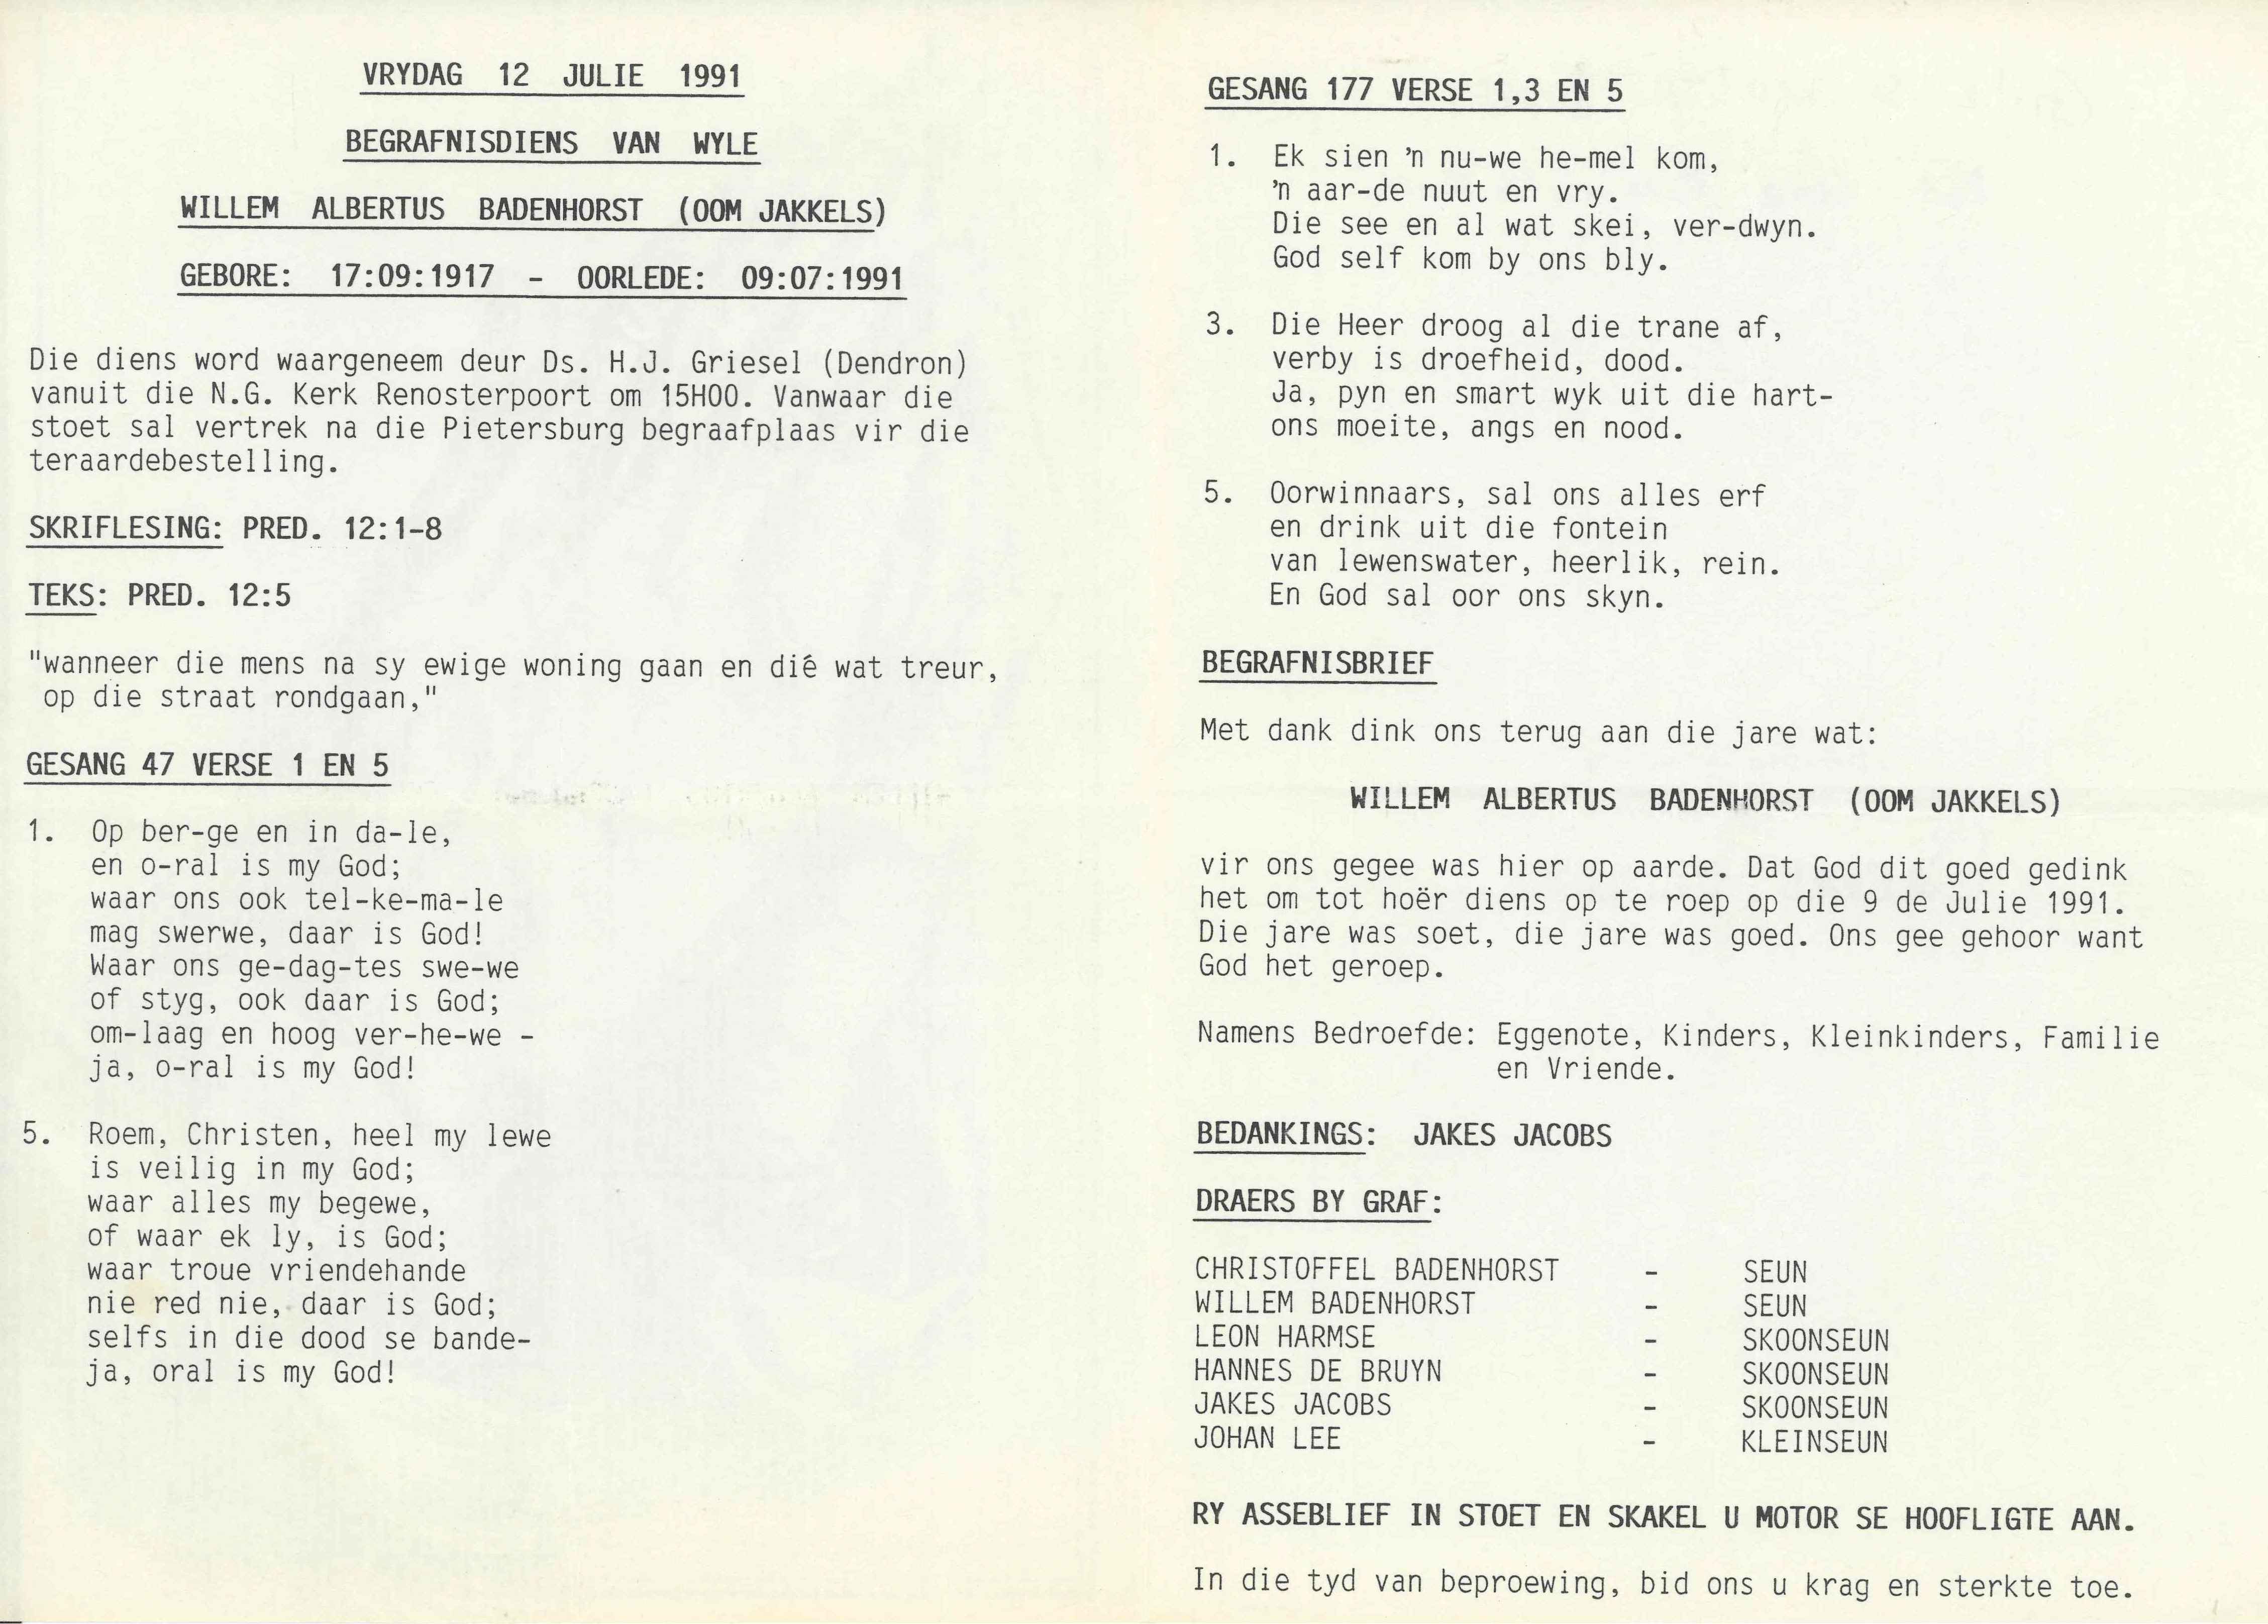 VRYDAG 12 JULIE 1991
BEGRAFNISDIENS VAN WYLE
WILLEM ALBERTUS BADENHORST (OOM JAKKELS)
GEBORE: 17:09:1917 - OORLEDE: 09:07:1991
Die diens word waargeneem deur Ds. H.J. Griesel (Dendron)
vanuit die N.G. Kerk Renosterpoort om 15H00. Vanwaar die
stoet sal vertrek na die Pietersburg begraafplaas vir die
teraardebestelling.
SKRIFLESING: PRED. 12:1-8
TEKS: PRED. 12:5
"wanneer die mens na sy ewige woning gaan en dié wat treur,
op die straat rondgaan,"
GESANG 47 VERSE 1 EN 5
1. Op ber-ge en in da-le,
en o-ral is my God;
waar ons ook tel-ke-ma-le
mag swerwe, daar is God!
Waar ons ge-dag-tes swe-we
of styg, ook daar is God;
om-laag en hoog ver-he-we -
ja, o-ral is my God!
5. Roem, Christen, heel my lewe
is veilig in my God;
waar alles my begewe,
of waar ek ly, is God;
waar troue vriendehande
nie red nie, daar is God;
selfs in die dood se bande-
ja, oral is my God!
GESANG 177 VERSE 1,3 EN 5
1. Ek sien 'n nu-we he-mel kom,
'n aar-de nuut en vry.
Die see en al wat skei, ver-dwyn.
God self kom by ons bly.
3. Die Heer droog al die trane af,
verby is droefheid, dood.
Ja, pyn en smart wyk uit die hart-
ons moeite, angs en nood.
5. Oorwinnaars, sal ons alles erf
en drink uit die fontein
van lewenswater, heerlik, rein.
En God sal oor ons skyn.
BEGRAFNISBRIEF
Met dank dink ons terug aan die jare wat:
WILLEM ALBERTUS BADENHORST (OOM JAKKELS)
vir ons gegee was hier op aarde. Dat God dit goed gedink
het om tot hoër diens op te roep op die 9 de Julie 1991.
Die jare was soet, die jare was goed. Ons gee gehoor want
God het geroep.
Namens Bedroefde: Eggenote, Kinders, Kleinkinders, Familie
en Vriende.
BEDANKINGS: JAKES JACOBS
DRAERS BY GRAF:
CHRISTOFFEL BADENHORST - SEUN
WILLEM BADENHORST - SEUN
LEON HARMSE - SKOONSEUN
HANNES DE BRUYN - SKOONSEUN
JAKES JACOBS - SKOONSEUN
JOHAN LEE - KLEINSEUN
RY ASSEBLIEF IN STOET EN SKAKEL U MOTOR SE HOOFLIGTE AAN.
In die tyd van beproewing, bid ons u krag en sterkte toe.